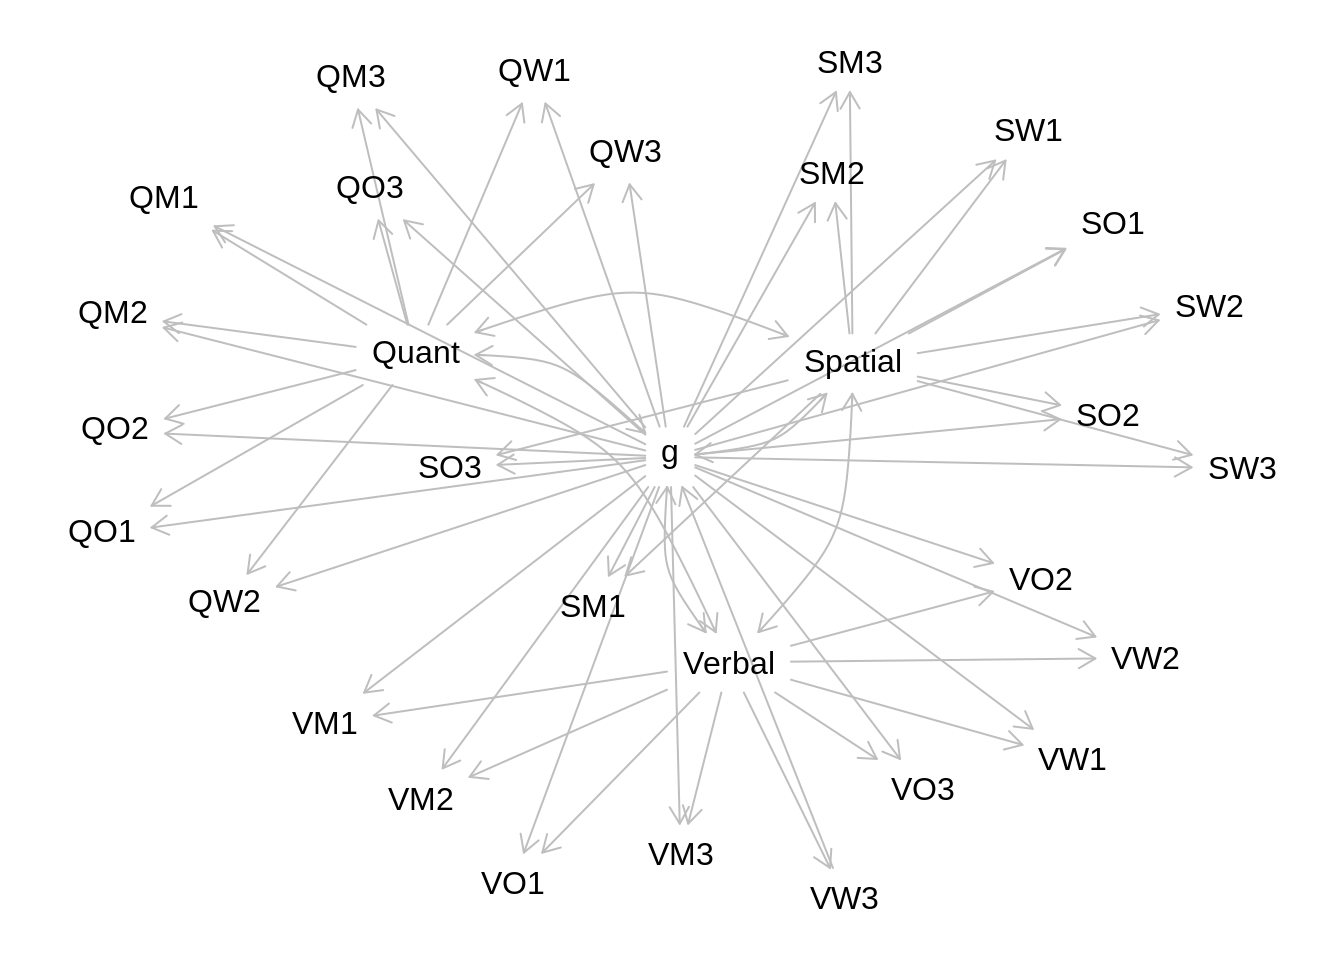 SM3
QW1
QM3
SW1
QW3
SM2
QO3
QM1
SO1
SW2
QM2
Quant
Spatial
SO2
QO2
g
SO3
SW3
QO1
VO2
QW2
SM1
VW2
Verbal
VM1
VW1
VO3
VM2
VM3
VO1
VW3